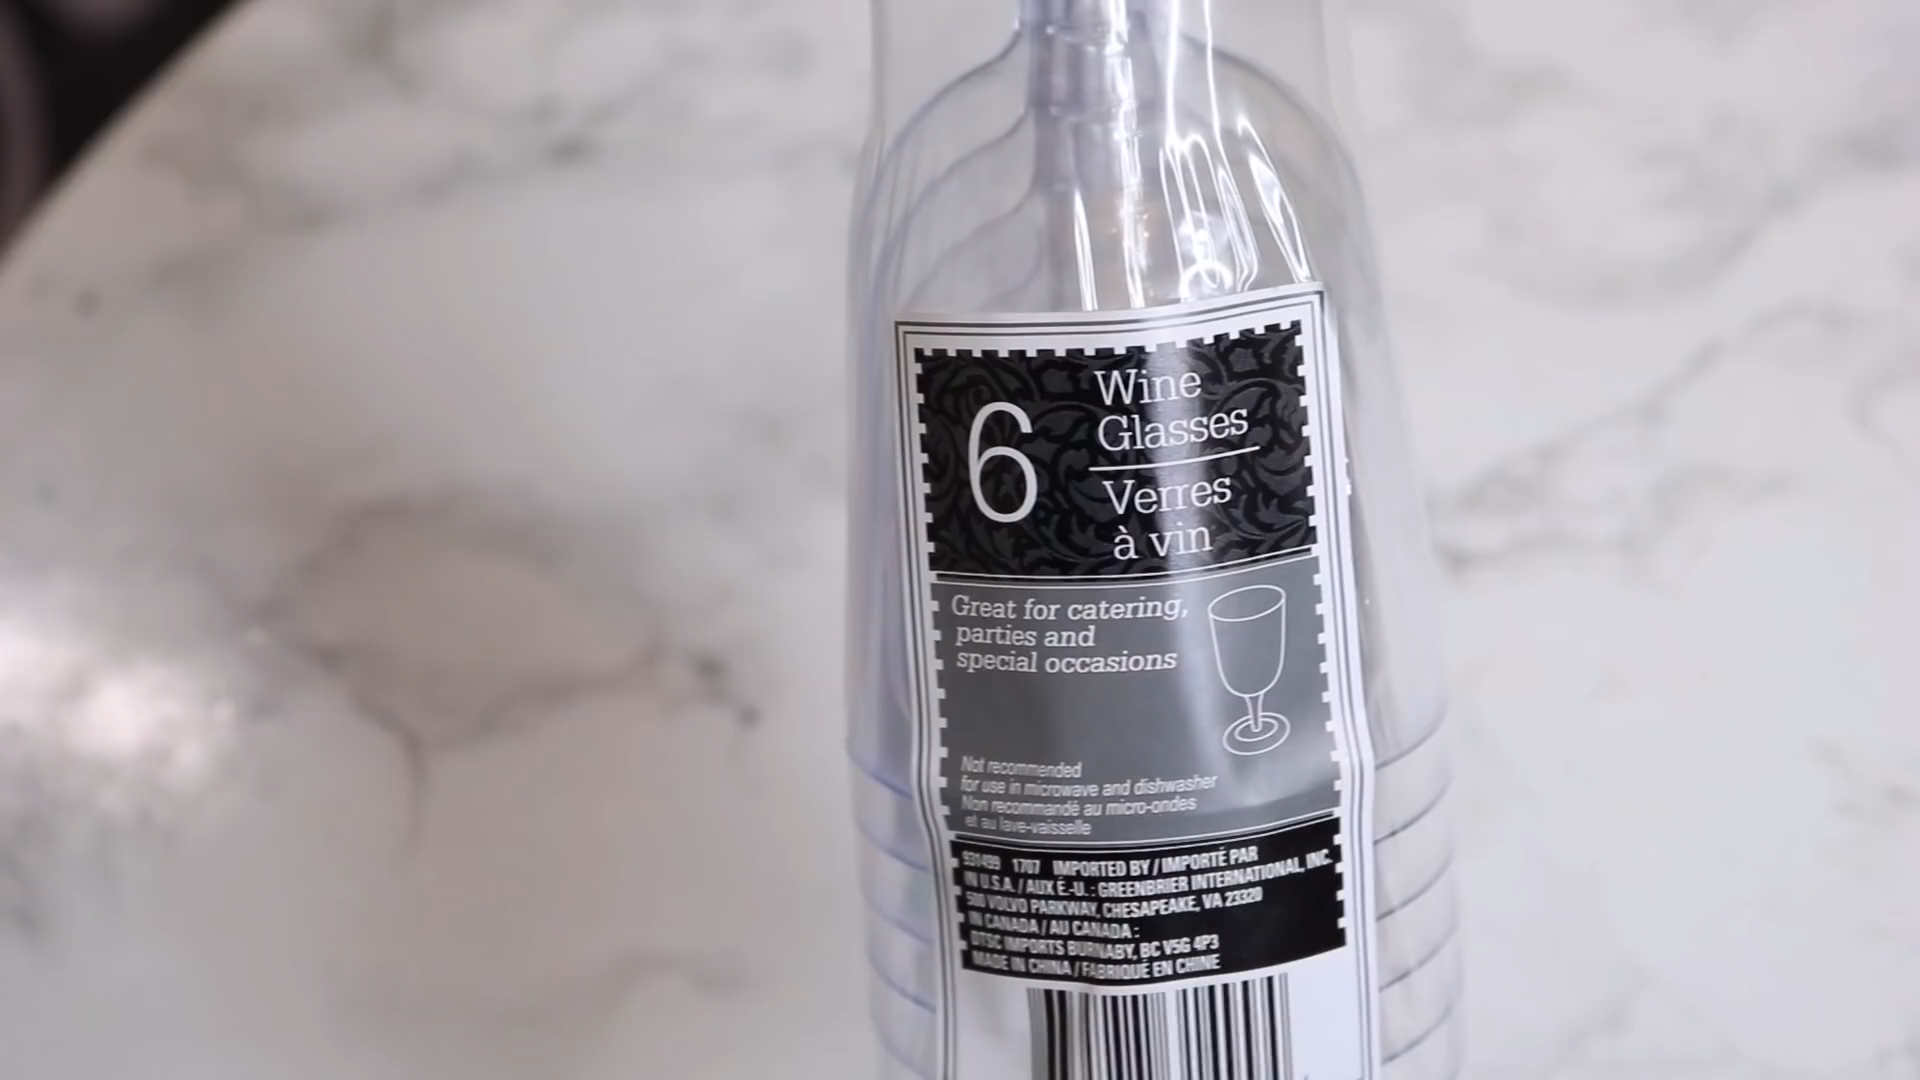 6
Wine
Glasses
Verres
à vin
Great for catering,
parties and
special occasions
Not recommended
for use in microwave and dishwasher
Non recommandé au micro-ondes
et au lave-vaisselle
931499 1707 IMPORTED BY / IMPORTÉ PAR
IN U.S.A. / AUX É.-U. : GREENBRIER INTERNATIONAL, INC.
500 VOLVO PARKWAY, CHESAPEAKE, VA 23320
IN CANADA / AU CANADA :
DTSC IMPORTS BURNABY, BC V5G 4P3
MADE IN CHINA / FABRIQUÉ EN CHINE